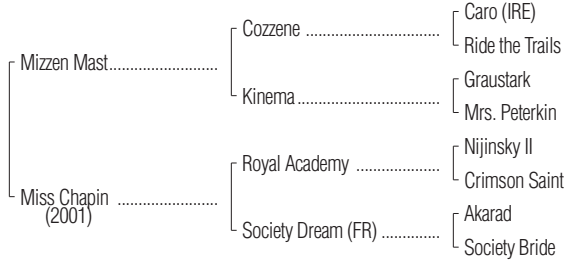 Caro (IRE)
Cozzene ..............................
Ride the Trails
Mizzen Mast........................
Graustark
Kinema................................
Mrs. Peterkin
Nijinsky II
Royal Academy ..................
Crimson Saint
Miss Chapin ......................
(2001)
Akarad
Society Dream (FR) .............
Society Bride